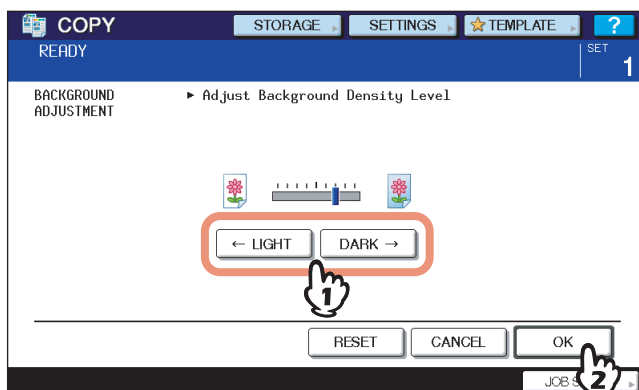 COPY STORAGE SETTINGS TEMPLATE ?
READY SET
1
BACKGROUND ADJUSTMENT
► Adjust Background Density Level
← LIGHT DARK →
1
RESET CANCEL OK
JOB
2